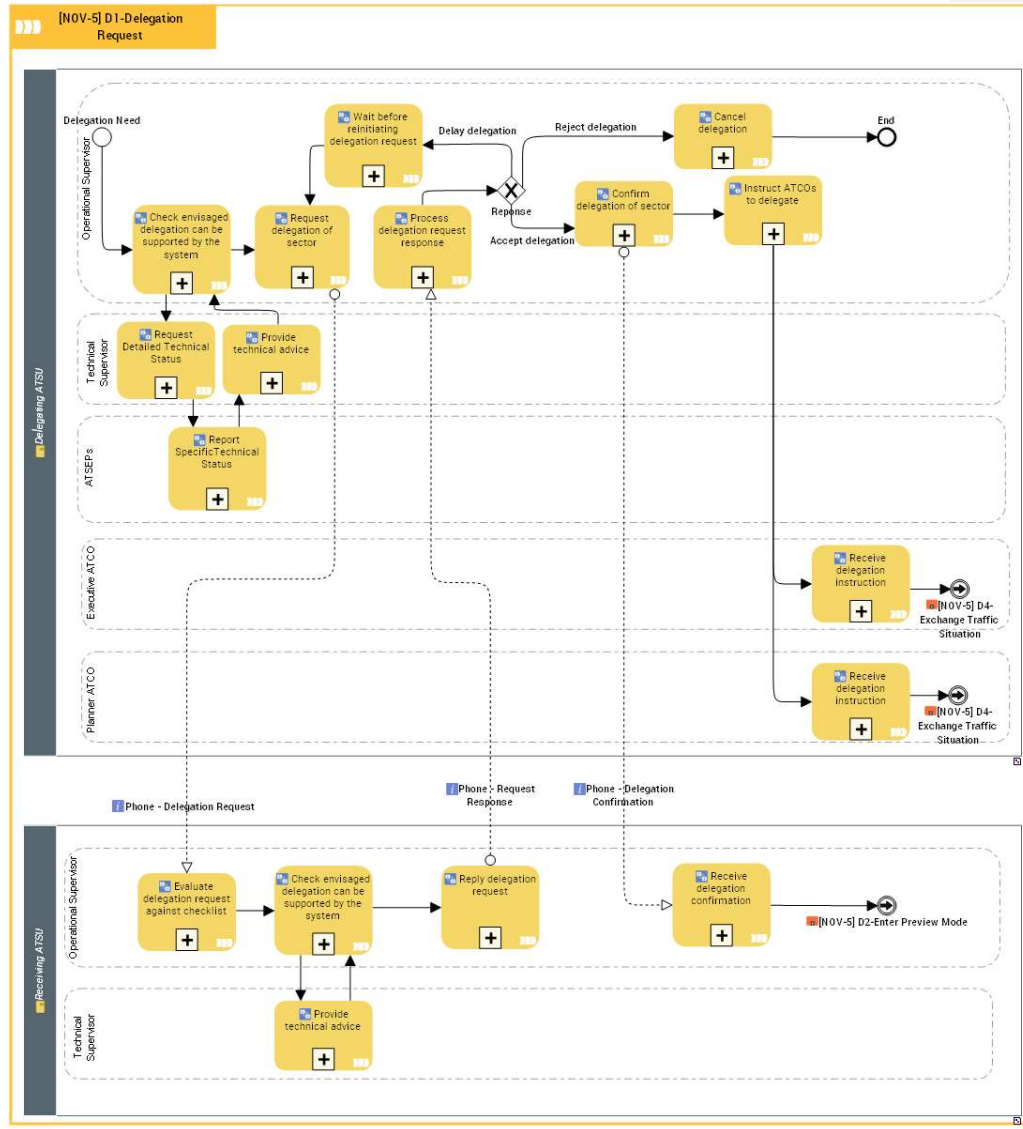 [NOV-5] D1-Delegation
Request
Delegating ATSU
Operational Supervisor
Delegation Need
Wait before
reinitiating
delegation request
Delay delegation
Reject delegation
Cancel
delegation
End
Check envisaged
delegation can be
supported by the
system
Request
delegation of
sector
Process
delegation request
response
Reponse
Accept delegation
Confirm
delegation of sector
Instruct ATCOs
to delegate
Technical
Supervisor
Request
Detailed Technical
Status
Provide
technical advice
ATSEPs
Report
SpecificTechnical
Status
Executive ATCO
Receive
delegation
instruction
[NOV-5] D4-
Exchange Traffic
Situation
Planner ATCO
Receive
delegation
instruction
[NOV-5] D4-
Exchange Traffic
Situation
Phone - Delegation Request
Phone - Request
Response
Phone - Delegation
Confirmation
Receiving ATSU
Operational Supervisor
Evaluate
delegation request
against checklist
Check envisaged
delegation can be
supported by the
system
Reply delegation
request
Receive
delegation
confirmation
[NOV-5] D2-Enter Preview Mode
Technical
Supervisor
Provide
technical advice